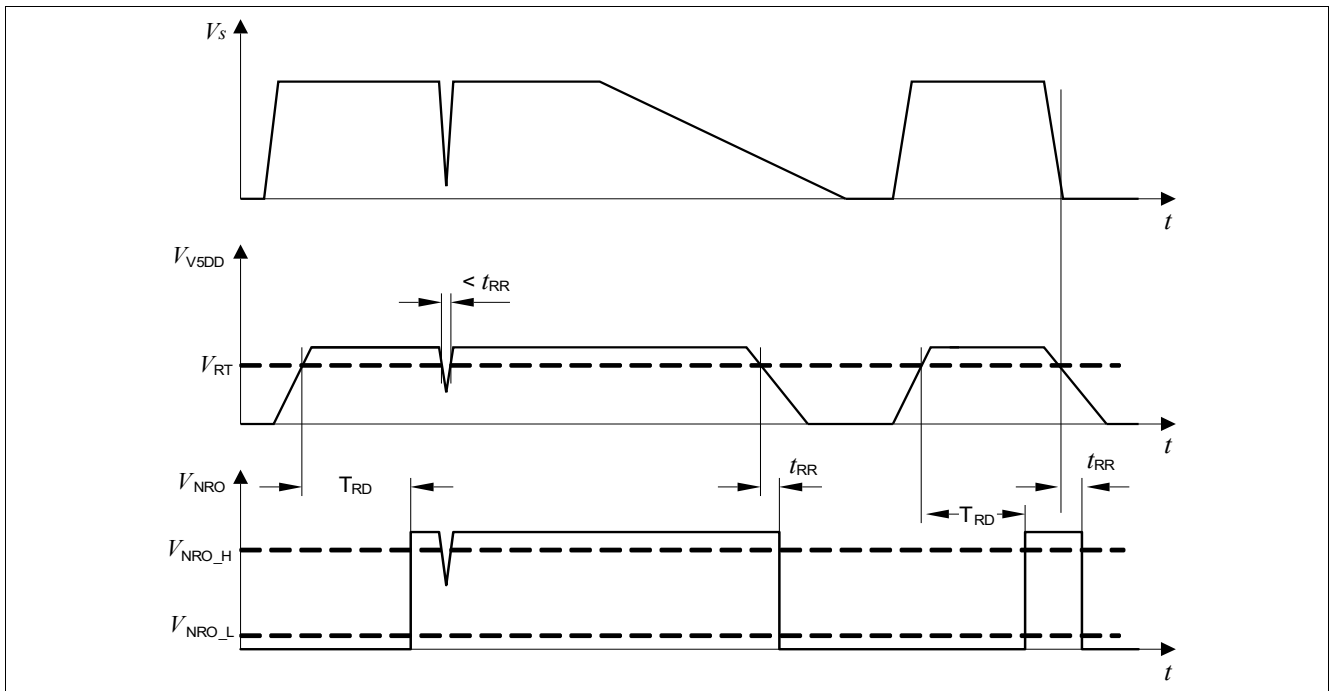 Vs
t
VV5DD
< tRR
VRT
t
VNRO
TRD
tRR
tRR
TRD
VNRO_H
VNRO_L
t